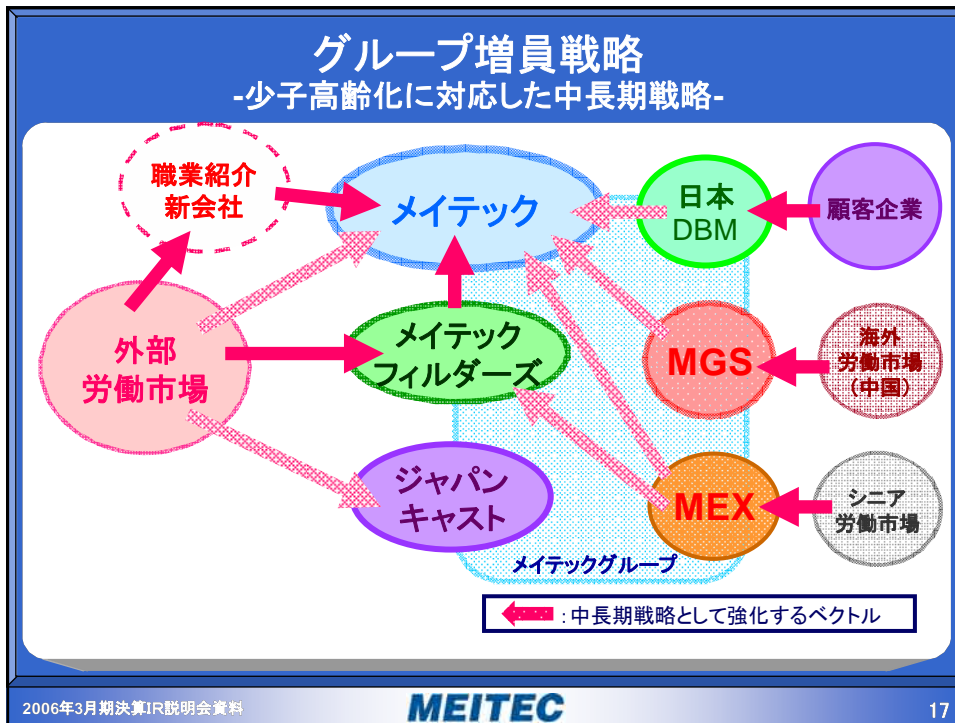 グループ増員戦略
-少子高齢化に対応した中長期戦略-
職業紹介
新会社
メイテック
日本
DBM
顧客企業
外部
労働市場
メイテック
フィルダーズ
MGS
海外
労働市場
(中国)
ジャパン
キャスト
MEX
シニア
労働市場
メイテックグループ
:中長期戦略として強化するベクトル
2006年3月期決算IR説明会資料
MEITEC
17